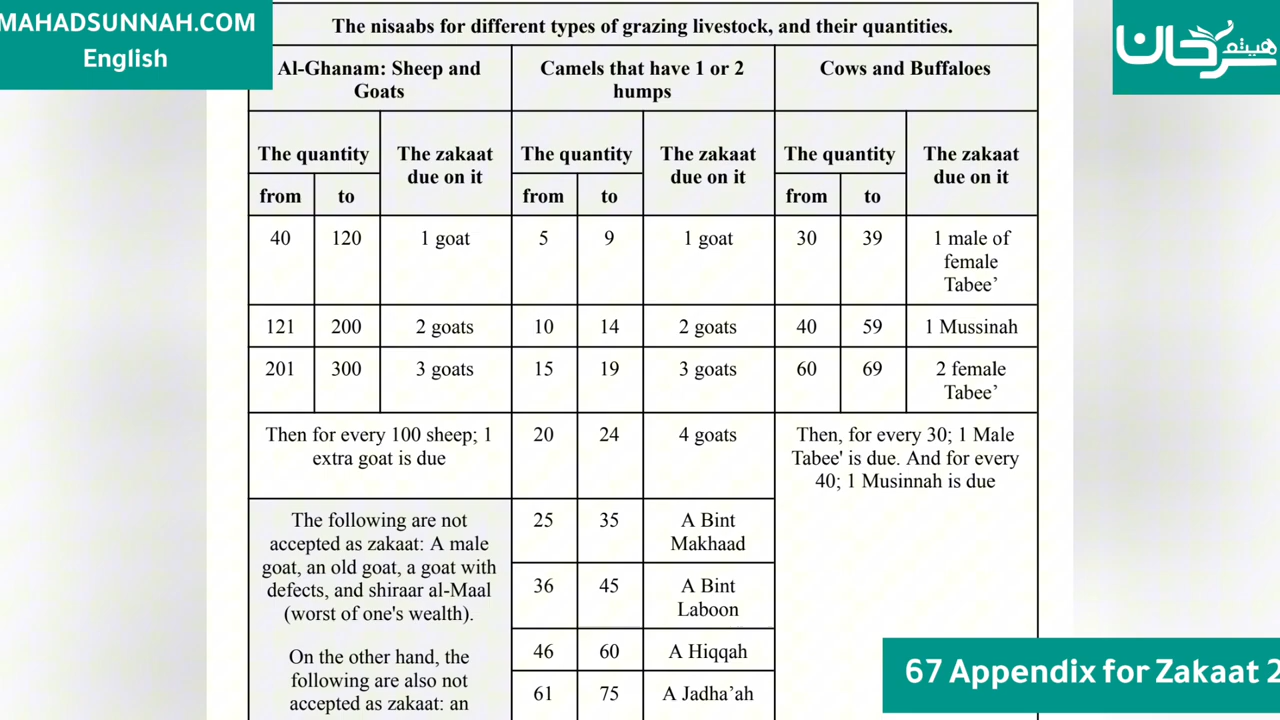 MAHADSUNNAH.COM
English
هيثم
سرحان
The nisaabs for different types of grazing livestock, and their quantities.
Al-Ghanam: Sheep and
Goats
Camels that have 1 or 2
humps
Cows and Buffaloes
The quantity
The zakaat
due on it
The quantity
The zakaat
due on it
The quantity
The zakaat
due on it
from
to
from
to
from
to
40
120
1 goat
5
9
1 goat
30
39
1 male of
female
Tabee’
121
200
2 goats
10
14
2 goats
40
59
1 Mussinah
201
300
3 goats
15
19
3 goats
60
69
2 female
Tabee’
Then for every 100 sheep; 1
extra goat is due
20
24
4 goats
Then, for every 30; 1 Male
Tabee' is due. And for every
40; 1 Musinnah is due
The following are not
accepted as zakaat: A male
goat, an old goat, a goat with
defects, and shiraar al-Maal
(worst of one's wealth).
On the other hand, the
following are also not
accepted as zakaat: an
25
35
A Bint
Makhaad
36
45
A Bint
Laboon
46
60
A Hiqqah
61
75
A Jadha’ah
67 Appendix for Zakaat 2